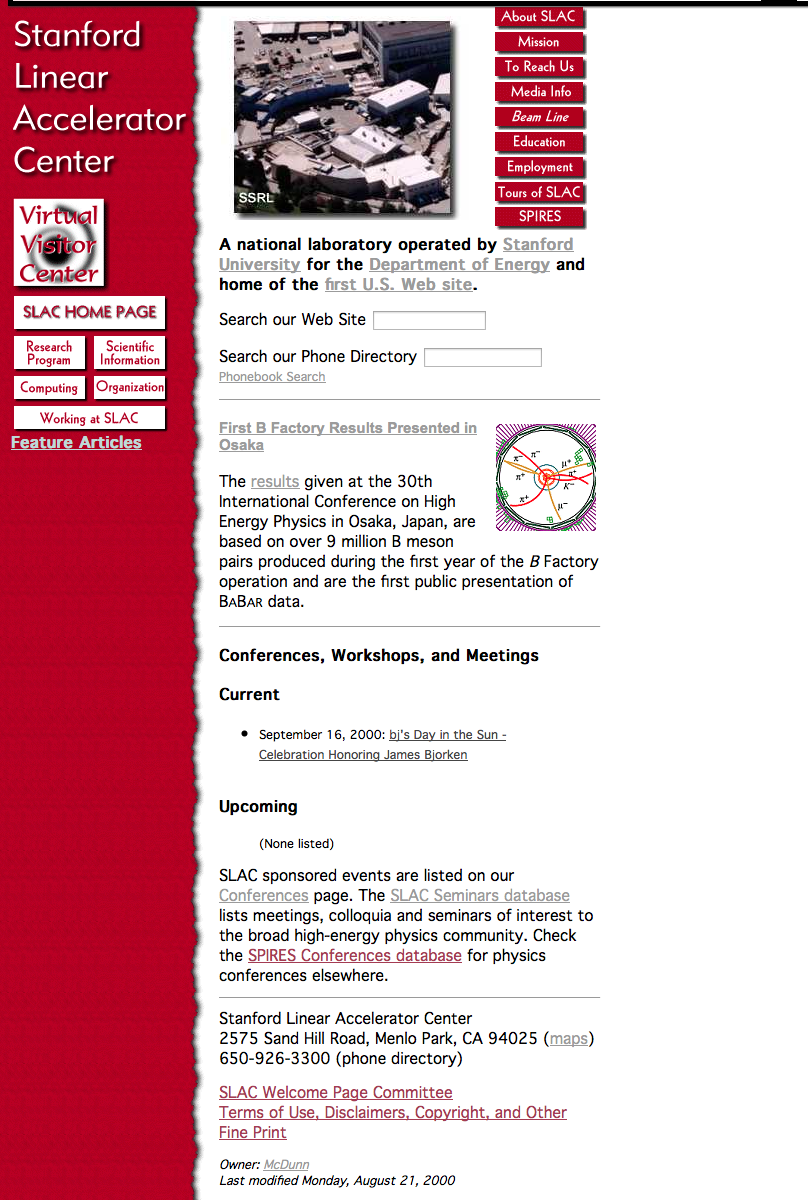 Stanford
Linear
Accelerator
Center
Virtual
Visitor
Center
SLAC HOME PAGE
Research
Program
Scientific
Information
Computing
Organization
Working at SLAC
Feature Articles
SSRL
About SLAC
Mission
To Reach Us
Media Info
Beam Line
Education
Employment
Tours of SLAC
SPIRES
A national laboratory operated by Stanford
University for the Department of Energy and
home of the first U.S. Web site.
Search our Web Site
Search our Phone Directory
Phonebook Search
First B Factory Results Presented in
Osaka
π− π− μ+
π+ π+
K−
π+ μ−
The results given at the 30th
International Conference on High
Energy Physics in Osaka, Japan, are
based on over 9 million B meson
pairs produced during the first year of the B Factory
operation and are the first public presentation of
BABAR data.
Conferences, Workshops, and Meetings
Current
• September 16, 2000: bj's Day in the Sun -
Celebration Honoring James Bjorken
Upcoming
(None listed)
SLAC sponsored events are listed on our
Conferences page. The SLAC Seminars database
lists meetings, colloquia and seminars of interest to
the broad high-energy physics community. Check
the SPIRES Conferences database for physics
conferences elsewhere.
Stanford Linear Accelerator Center
2575 Sand Hill Road, Menlo Park, CA 94025 (maps)
650-926-3300 (phone directory)
SLAC Welcome Page Committee
Terms of Use, Disclaimers, Copyright, and Other
Fine Print
Owner: McDunn
Last modified Monday, August 21, 2000